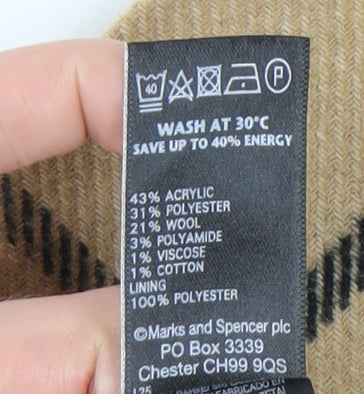 40 P
WASH AT 30°C
SAVE UP TO 40% ENERGY
43% ACRYLIC
31% POLYESTER
21% WOOL
3% POLYAMIDE
1% VISCOSE
1% COTTON
LINING
100% POLYESTER
©Marks and Spencer plc
PO Box 3339
Chester CH99 9QS